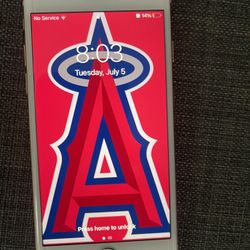 No Service 14%
8:03
Tuesday, July 5
A
Press home to unlock